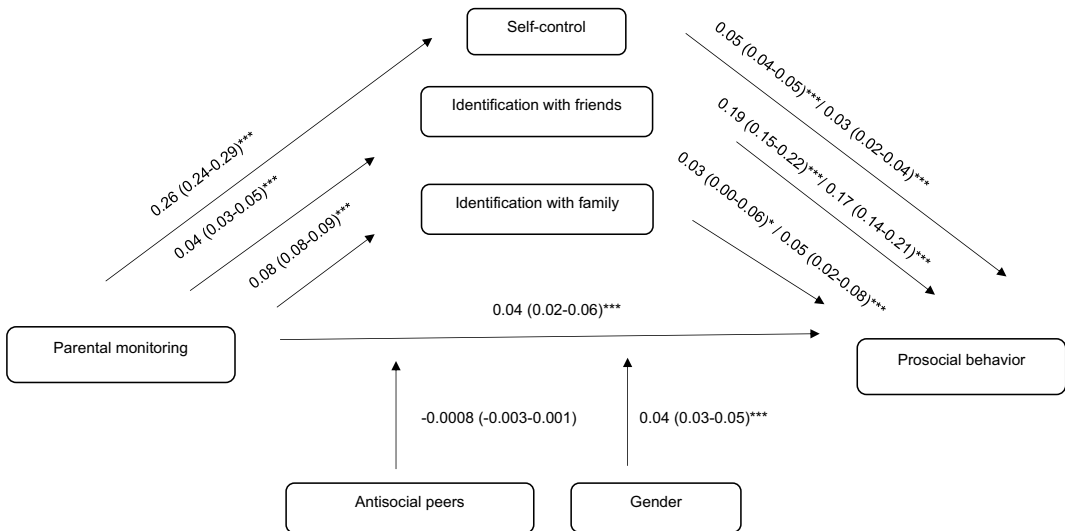 Self-control
Identification with friends
Identification with family
0.26 (0.24-0.29)***
0.04 (0.03-0.05)***
0.08 (0.08-0.09)***
0.05 (0.04-0.05)***/ 0.03 (0.02-0.04)***
0.19 (0.15-0.22)***/ 0.17 (0.14-0.21)***
0.03 (0.00-0.06)* / 0.05 (0.02-0.08)***
0.04 (0.02-0.06)***
Parental monitoring
Prosocial behavior
-0.0008 (-0.003-0.001)
0.04 (0.03-0.05)***
Antisocial peers
Gender